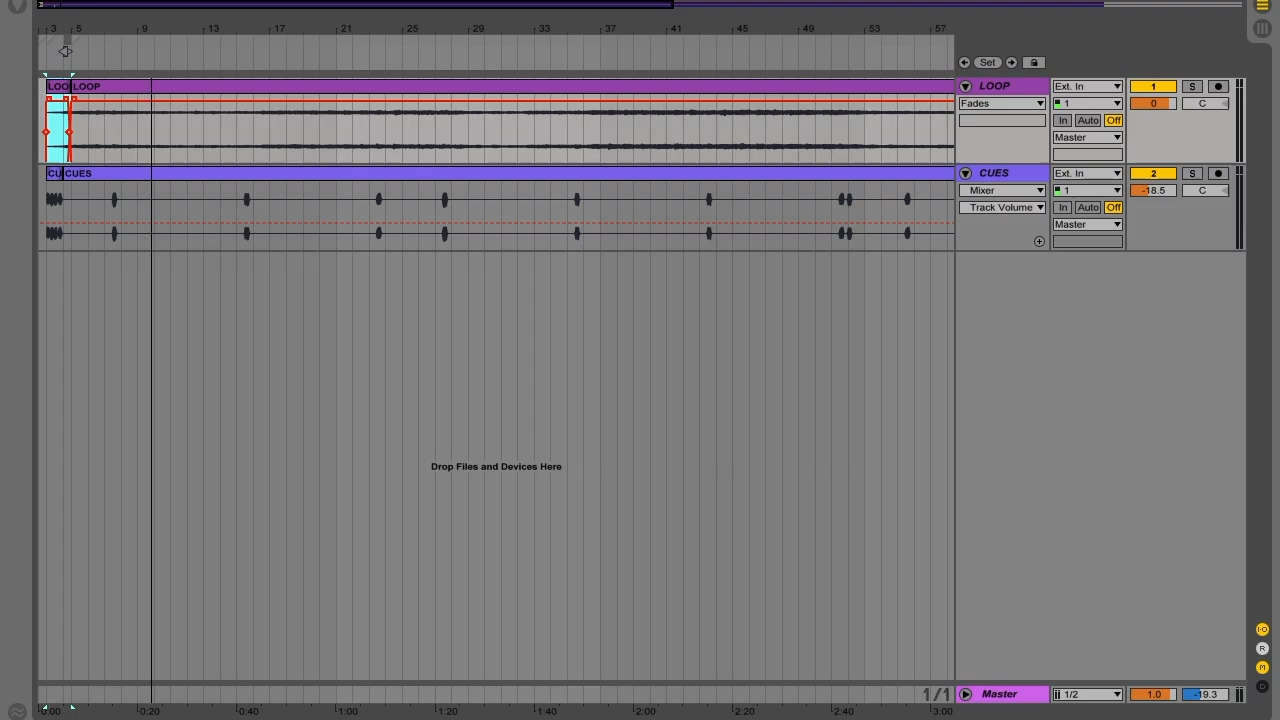 3 5 9 13 17 21 25 29 33 37 41 45 49 53 57
Set
LOO LOOP LOOP Ext. In 1
Fades 1 0 C
S
In Auto Off
Master
CU CUES CUES Ext. In 2 S
Mixer 1 -18.5 C
Track Volume In Auto Off
Master
Drop Files and Devices Here
I·O
R
M
D
1/1 Master 1/2 1.0 -19.3
0:00 0:20 0:40 1:00 1:20 1:40 2:00 2:20 2:40 3:00